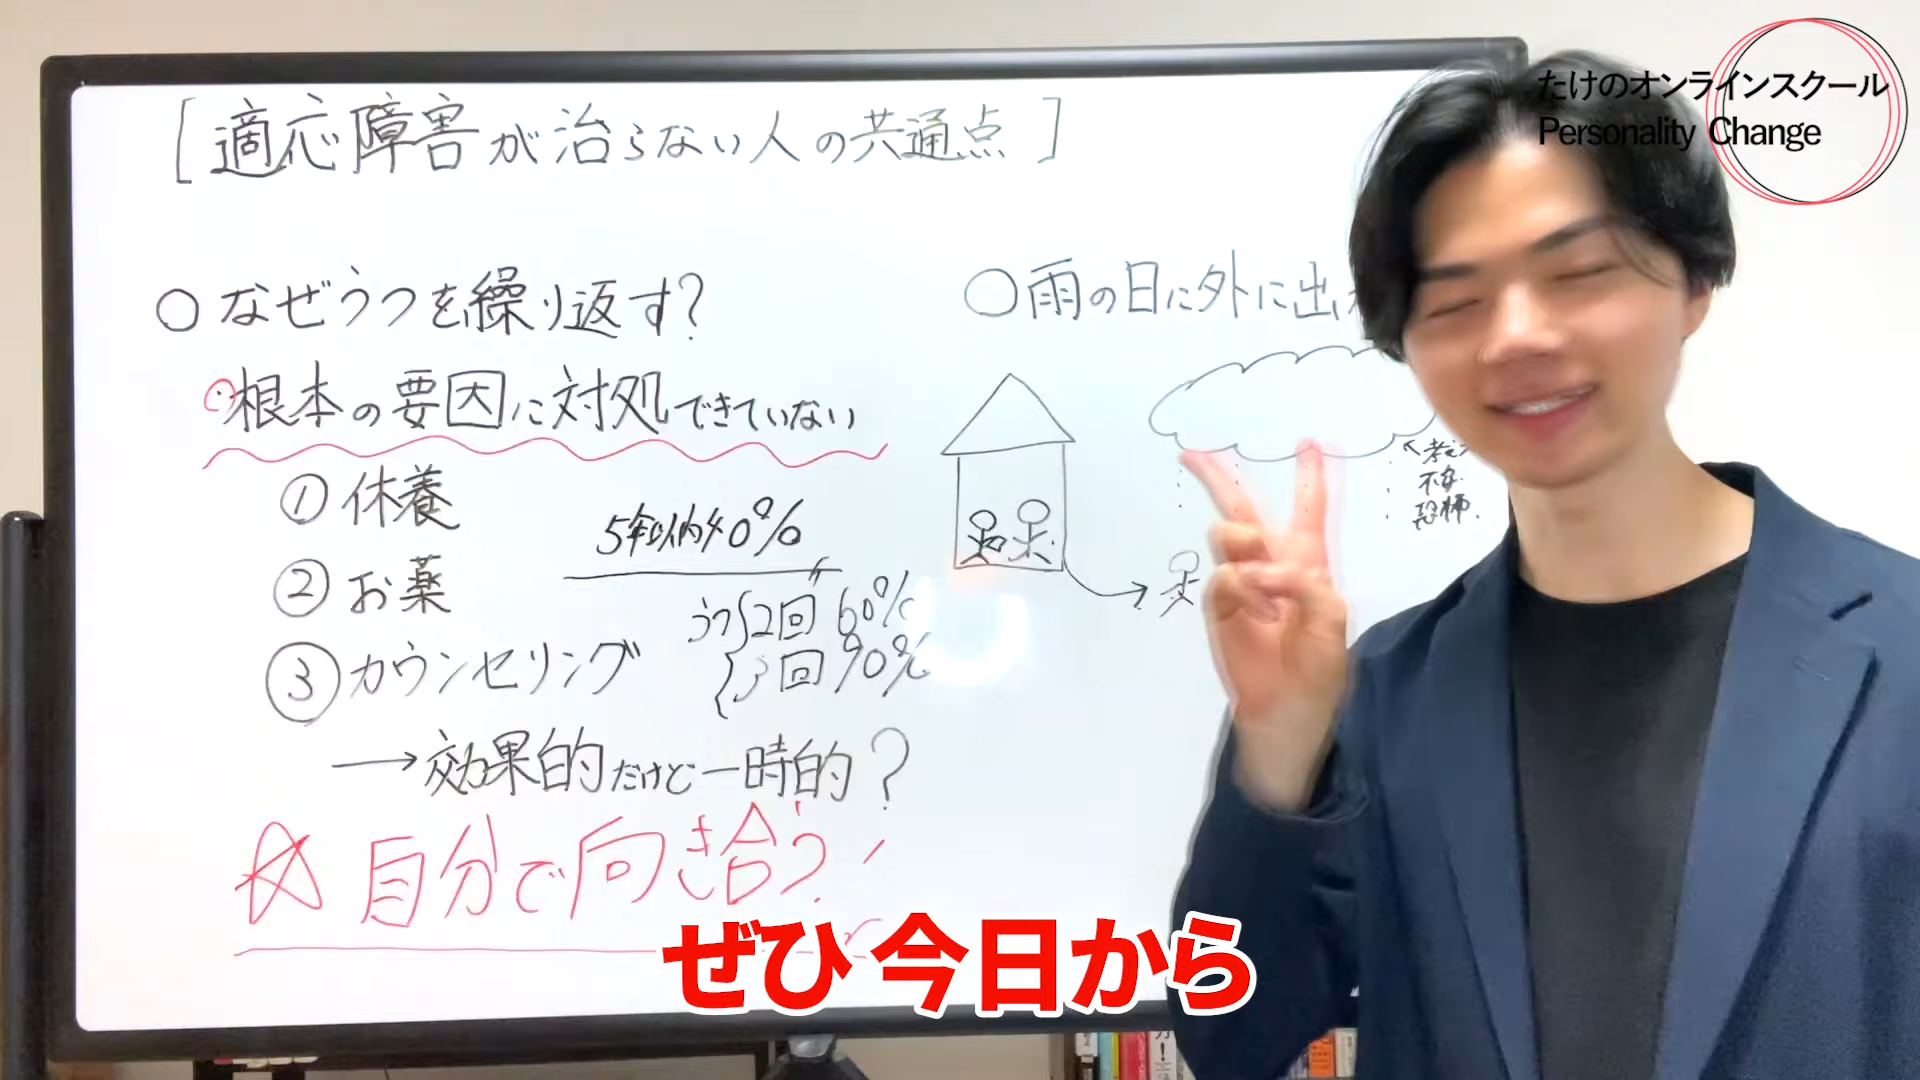 たけのオンラインスクール
Personality Change
[適応障害が治らない人の共通点]
○なぜうつを繰り返す?
根本の要因に対処できていない
① 休養
5年以内40%
② お薬
うつ 2回 60%
3回 90%
③ カウンセリング
→効果的だけど一時的?
☆自分で向き合う
○雨の日に外に出
不安
恐怖
ぜひ 今日から